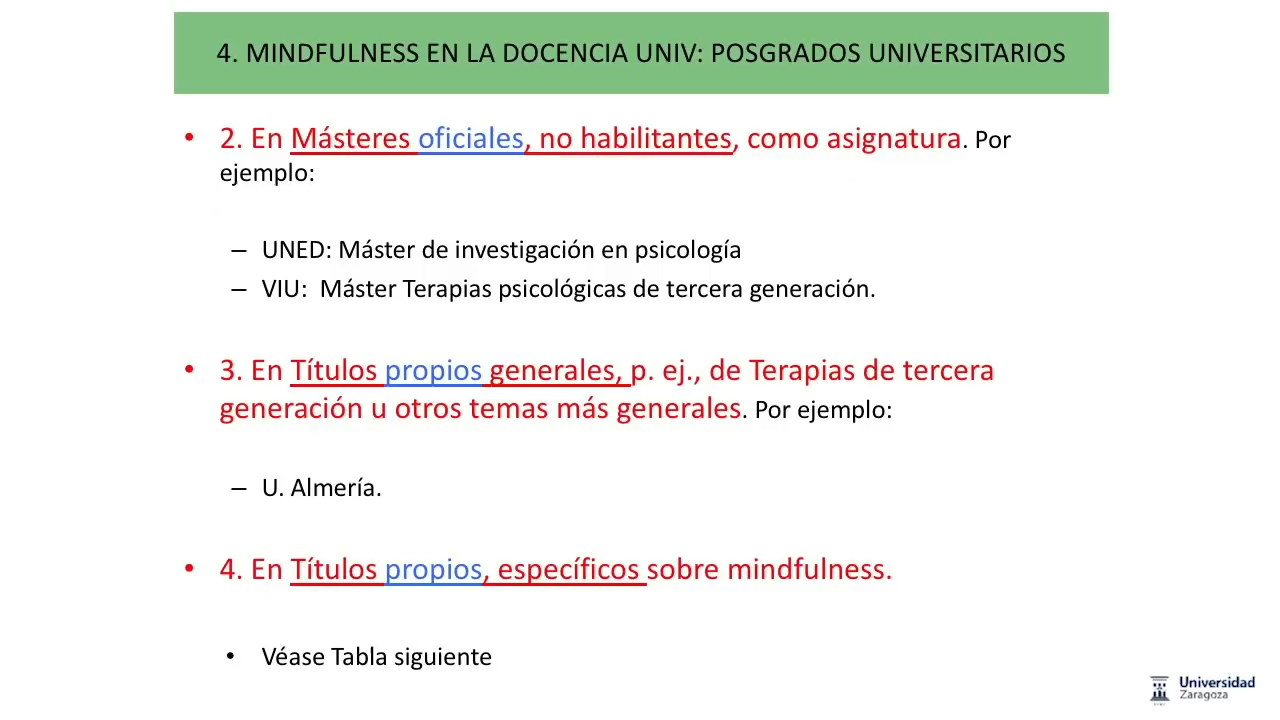 4. MINDFULNESS EN LA DOCENCIA UNIV: POSGRADOS UNIVERSITARIOS
• 2. En Másteres oficiales, no habilitantes, como asignatura. Por
ejemplo:
– UNED: Máster de investigación en psicología
– VIU: Máster Terapias psicológicas de tercera generación.
• 3. En Títulos propios generales, p. ej., de Terapias de tercera
generación u otros temas más generales. Por ejemplo:
– U. Almería.
• 4. En Títulos propios, específicos sobre mindfulness.
• Véase Tabla siguiente
Universidad
Zaragoza